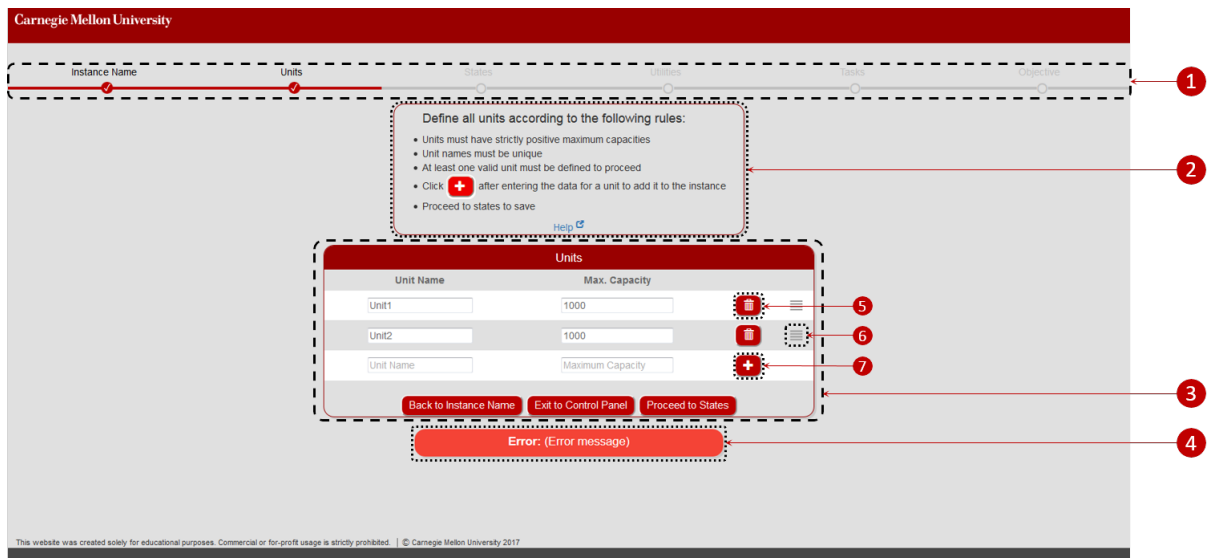 Carnegie Mellon University
Instance Name Units States Utilities Tasks Objective
1
Define all units according to the following rules:
• Units must have strictly positive maximum capacities
• Unit names must be unique
• At least one valid unit must be defined to proceed
2
• Click + after entering the data for a unit to add it to the instance
• Proceed to states to save
Help
Units
Unit Name Max. Capacity
Unit1 1000
5
Unit2 1000
6
Unit Name Maximum Capacity +
7
3
Back to Instance Name Exit to Control Panel Proceed to States
Error: (Error message)
4
This website was created solely for educational purposes. Commercial or for-profit usage is strictly prohibited. | © Carnegie Mellon University 2017